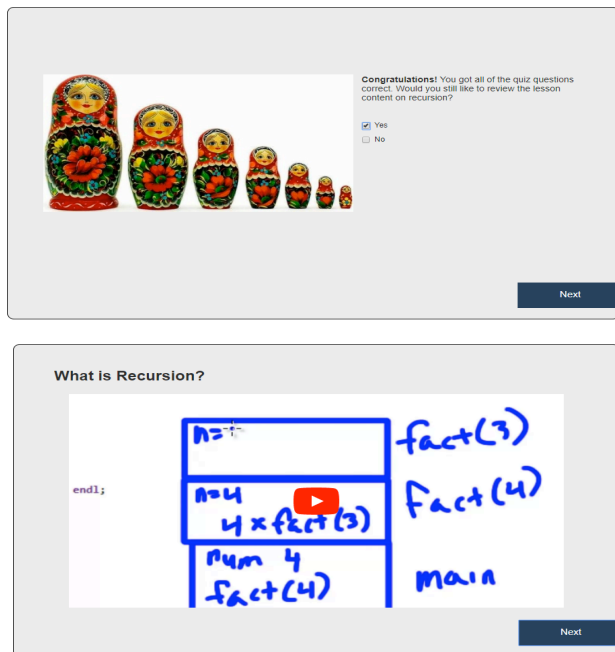 Congratulations! You got all of the quiz questions
correct. Would you still like to review the lesson
content on recursion?
Yes
No
Next
What is Recursion?
n= fact(3)
endl;
n=4 fact(4)
4 x fact(3)
num 4
fact(4) main
Next